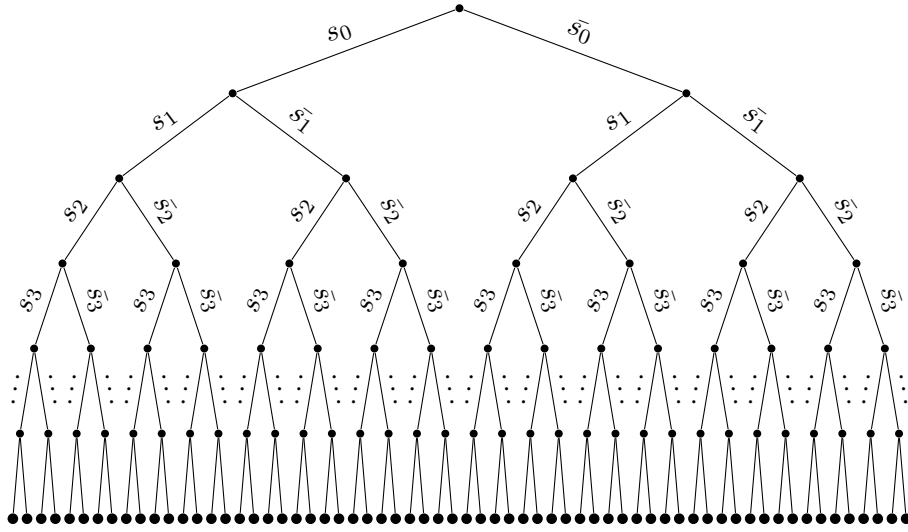 s₀ s̄₀
s₁ s̄₁ s₁ s̄₁
s₂ s̄₂ s₂ s̄₂ s₂ s̄₂ s₂ s̄₂
s₃ s̄₃ s₃ s̄₃ s₃ s̄₃ s₃ s̄₃ s₃ s̄₃ s₃ s̄₃ s₃ s̄₃ s₃ s̄₃